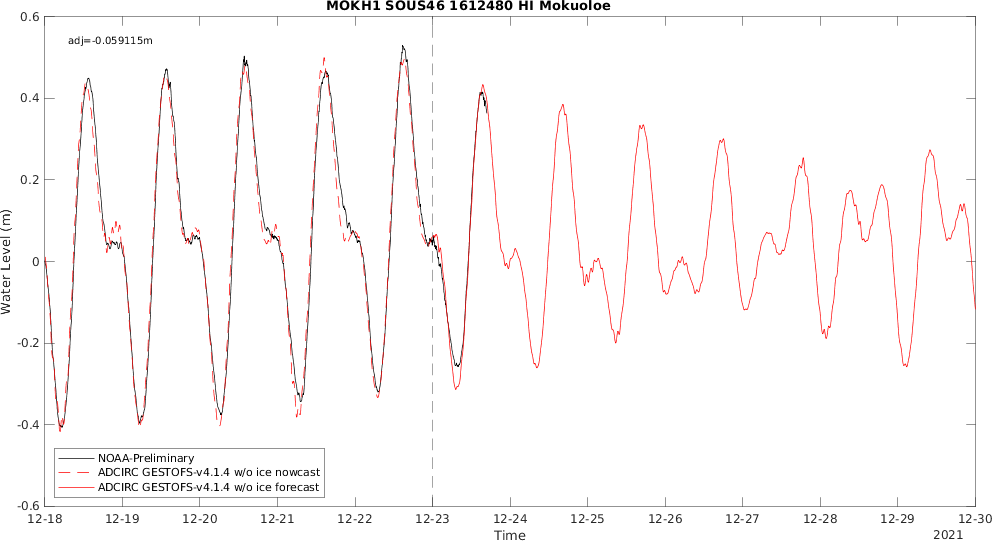 MOKH1 SOUS46 1612480 HI Mokuoloe
adj=-0.059115m
0.6
0.4
0.2
0
-0.2
-0.4
-0.6
Water Level (m)
NOAA-Preliminary
ADCIRC GESTOFS-v4.1.4 w/o ice nowcast
ADCIRC GESTOFS-v4.1.4 w/o ice forecast
12-18 12-19 12-20 12-21 12-22 12-23 12-24 12-25 12-26 12-27 12-28 12-29 12-30
Time
2021